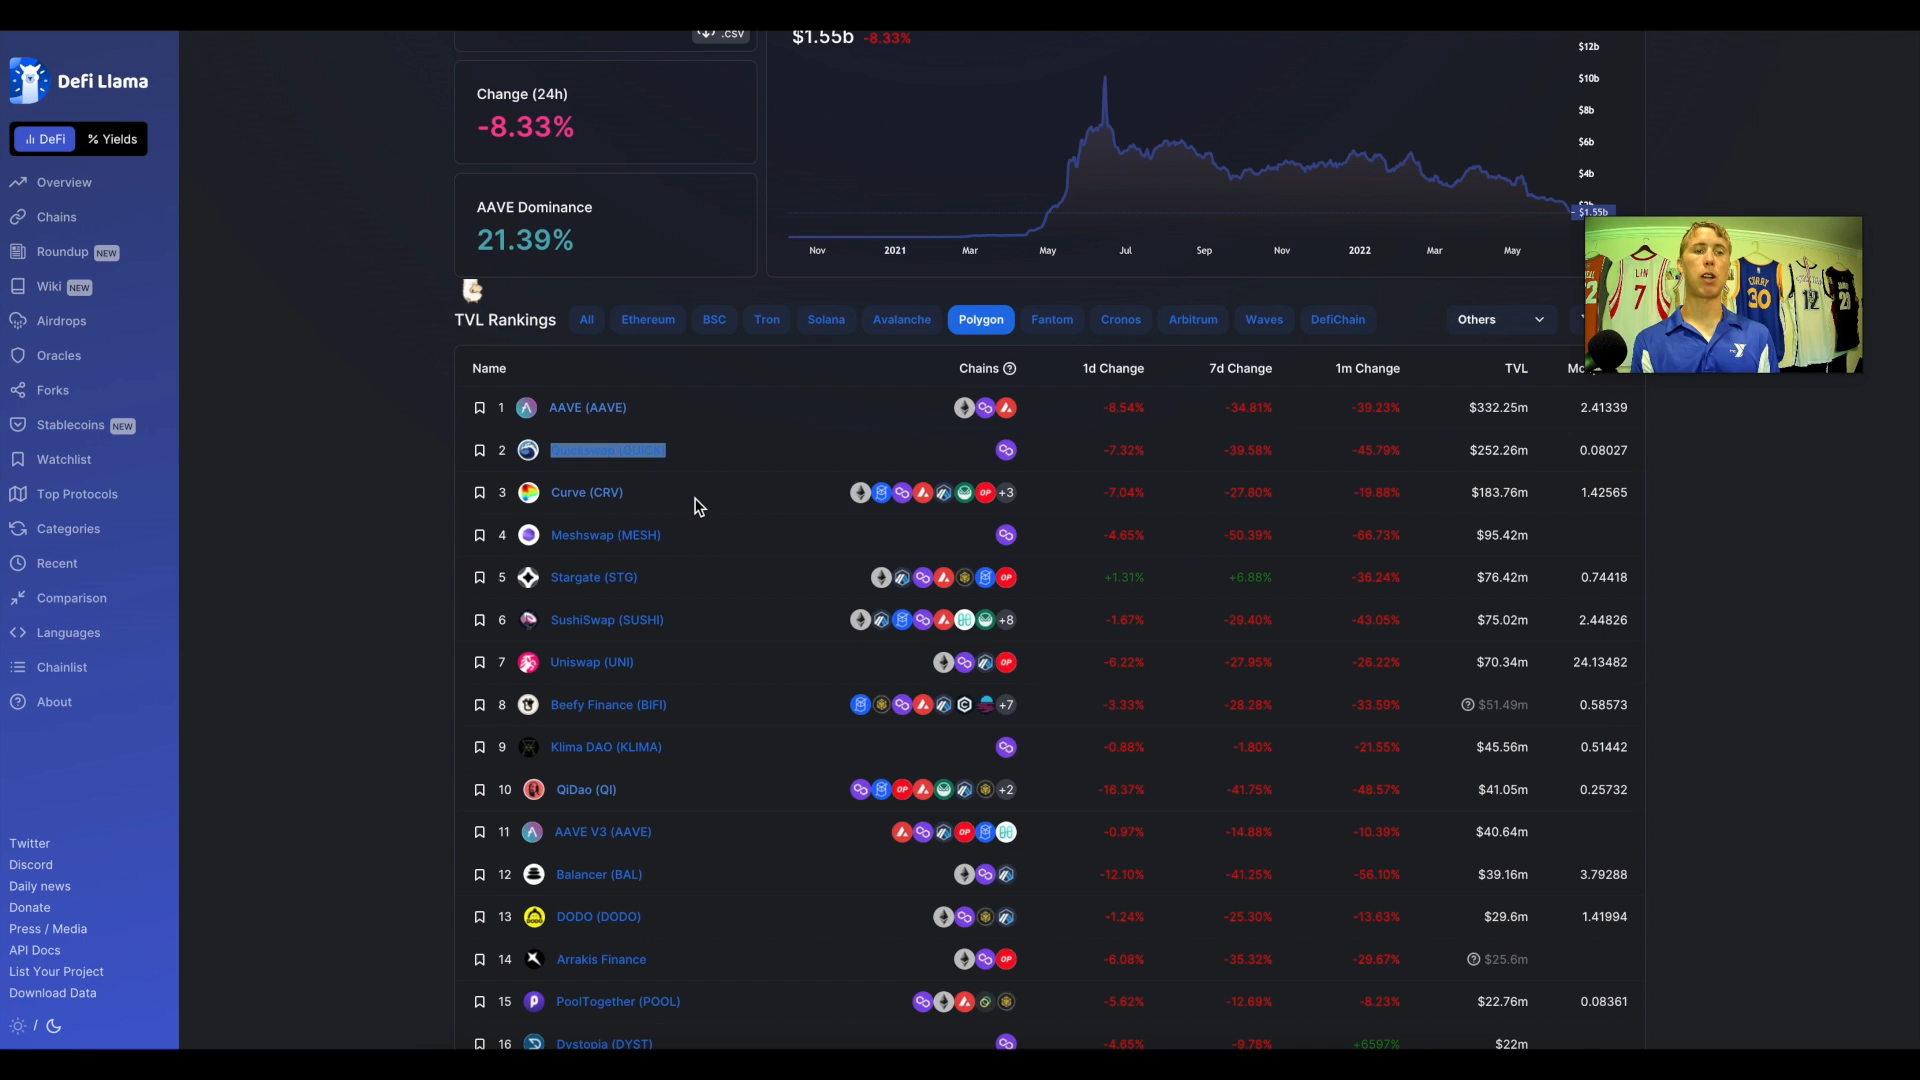 .csv
$1.55b -8.33%
$12b
$10b
$8b
$6b
$4b
$1.55b
Nov 2021 Mar May Jul Sep Nov 2022 Mar May
Defi Llama
DeFi % Yields
Overview
Chains
Roundup NEW
Wiki NEW
Airdrops
Oracles
Forks
Stablecoins NEW
Watchlist
Top Protocols
Categories
Recent
Comparison
Languages
Chainlist
About
Twitter
Discord
Daily news
Donate
Press / Media
API Docs
List Your Project
Download Data
/
Change (24h)
-8.33%
AAVE Dominance
21.39%
TVL Rankings All Ethereum BSC Tron Solana Avalanche Polygon Fantom Cronos Arbitrum Waves DefiChain Others
Name Chains 1d Change 7d Change 1m Change TVL
1 AAVE (AAVE) -8.54% -34.81% -39.23% $332.25m 2.41339
2 Quickswap (QUICK) -7.32% -39.58% -45.79% $252.26m 0.08027
3 Curve (CRV) OP +3 -7.04% -27.80% -19.88% $183.76m 1.42565
4 Meshswap (MESH) -4.65% -50.39% -66.73% $95.42m
5 Stargate (STG) OP +1.31% +6.88% -36.24% $76.42m 0.74418
6 SushiSwap (SUSHI) +8 -1.67% -29.40% -43.05% $75.02m 2.44826
7 Uniswap (UNI) OP -6.22% -27.95% -26.22% $70.34m 24.13482
8 Beefy Finance (BIFI) +7 -3.33% -28.28% -33.59% $51.49m 0.58573
9 Klima DAO (KLIMA) -0.88% -1.80% -21.55% $45.56m 0.51442
10 QiDao (QI) OP +2 -16.37% -41.75% -48.57% $41.05m 0.25732
11 AAVE V3 (AAVE) OP -0.97% -14.88% -10.39% $40.64m
12 Balancer (BAL) -12.10% -41.25% -56.10% $39.16m 3.79288
13 DODO (DODO) -1.24% -25.30% -13.63% $29.6m 1.41994
14 Arrakis Finance OP -6.08% -35.32% -29.67% $25.6m
15 PoolTogether (POOL) -5.62% -12.69% -8.23% $22.76m 0.08361
16 Dystopia (DYST) -4.65% -9.78% +6597% $22m
LIN
7
CURRY
30
12
20